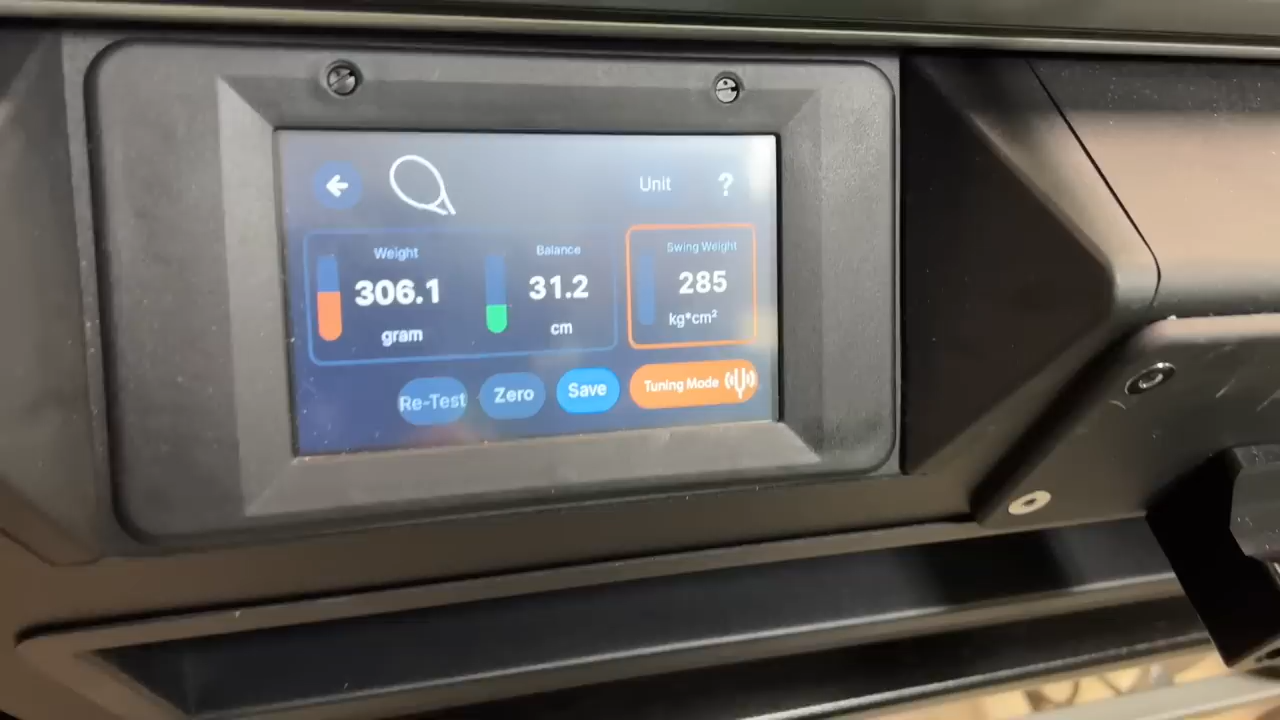 Unit ?
Weight
306.1
gram
Balance
31.2
cm
Swing Weight
285
kg*cm²
Re-Test
Zero
Save
Tuning Mode